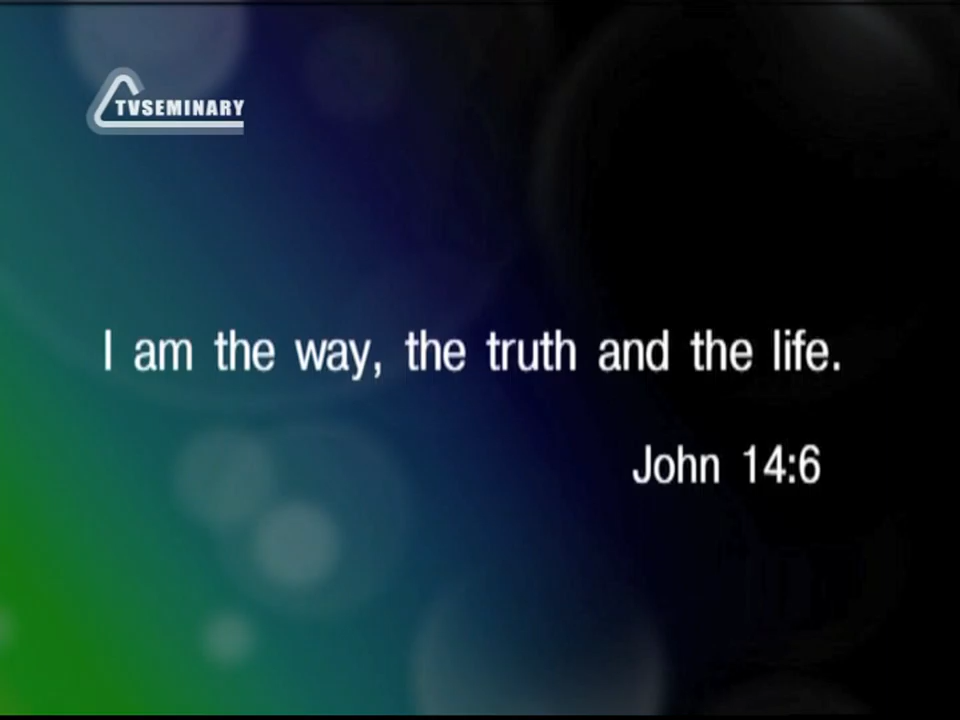 TVSEMINARY
I am the way, the truth and the life.
John 14:6